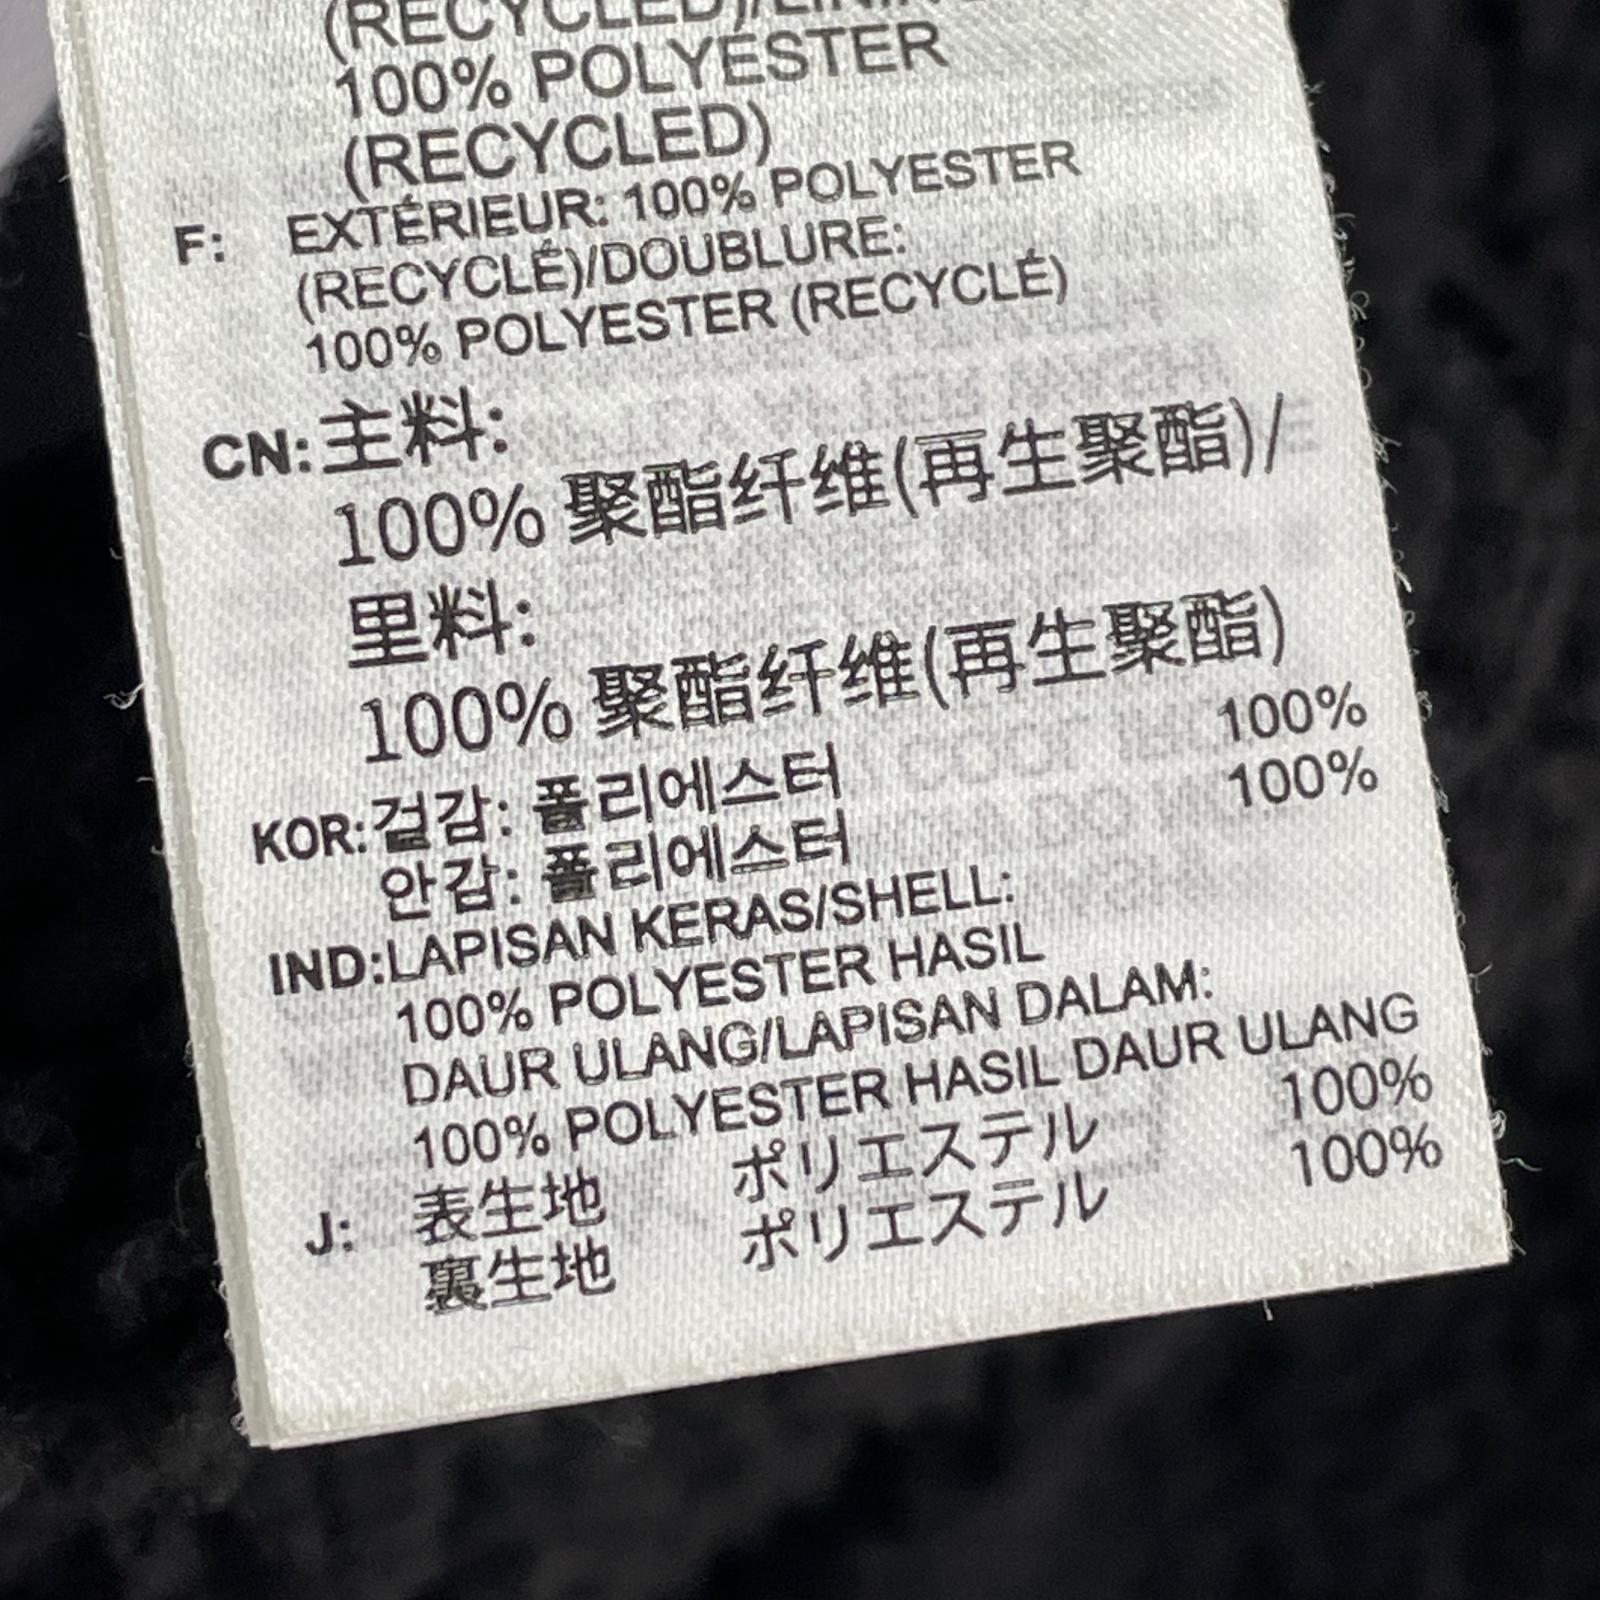 (RECYCLED)/LINING
100% POLYESTER
(RECYCLED)
F: EXTÉRIEUR: 100% POLYESTER
(RECYCLÉ)/DOUBLURE:
100% POLYESTER (RECYCLÉ)
CN: 主料:
100% 聚酯纤维(再生聚酯)/
里料:
100% 聚酯纤维(再生聚酯)
KOR: 겉감: 폴리에스터 100%
안감: 폴리에스터 100%
IND: LAPISAN KERAS/SHELL:
100% POLYESTER HASIL
DAUR ULANG/LAPISAN DALAM:
100% POLYESTER HASIL DAUR ULANG
J: 表生地 ポリエステル 100%
裏生地 ポリエステル 100%